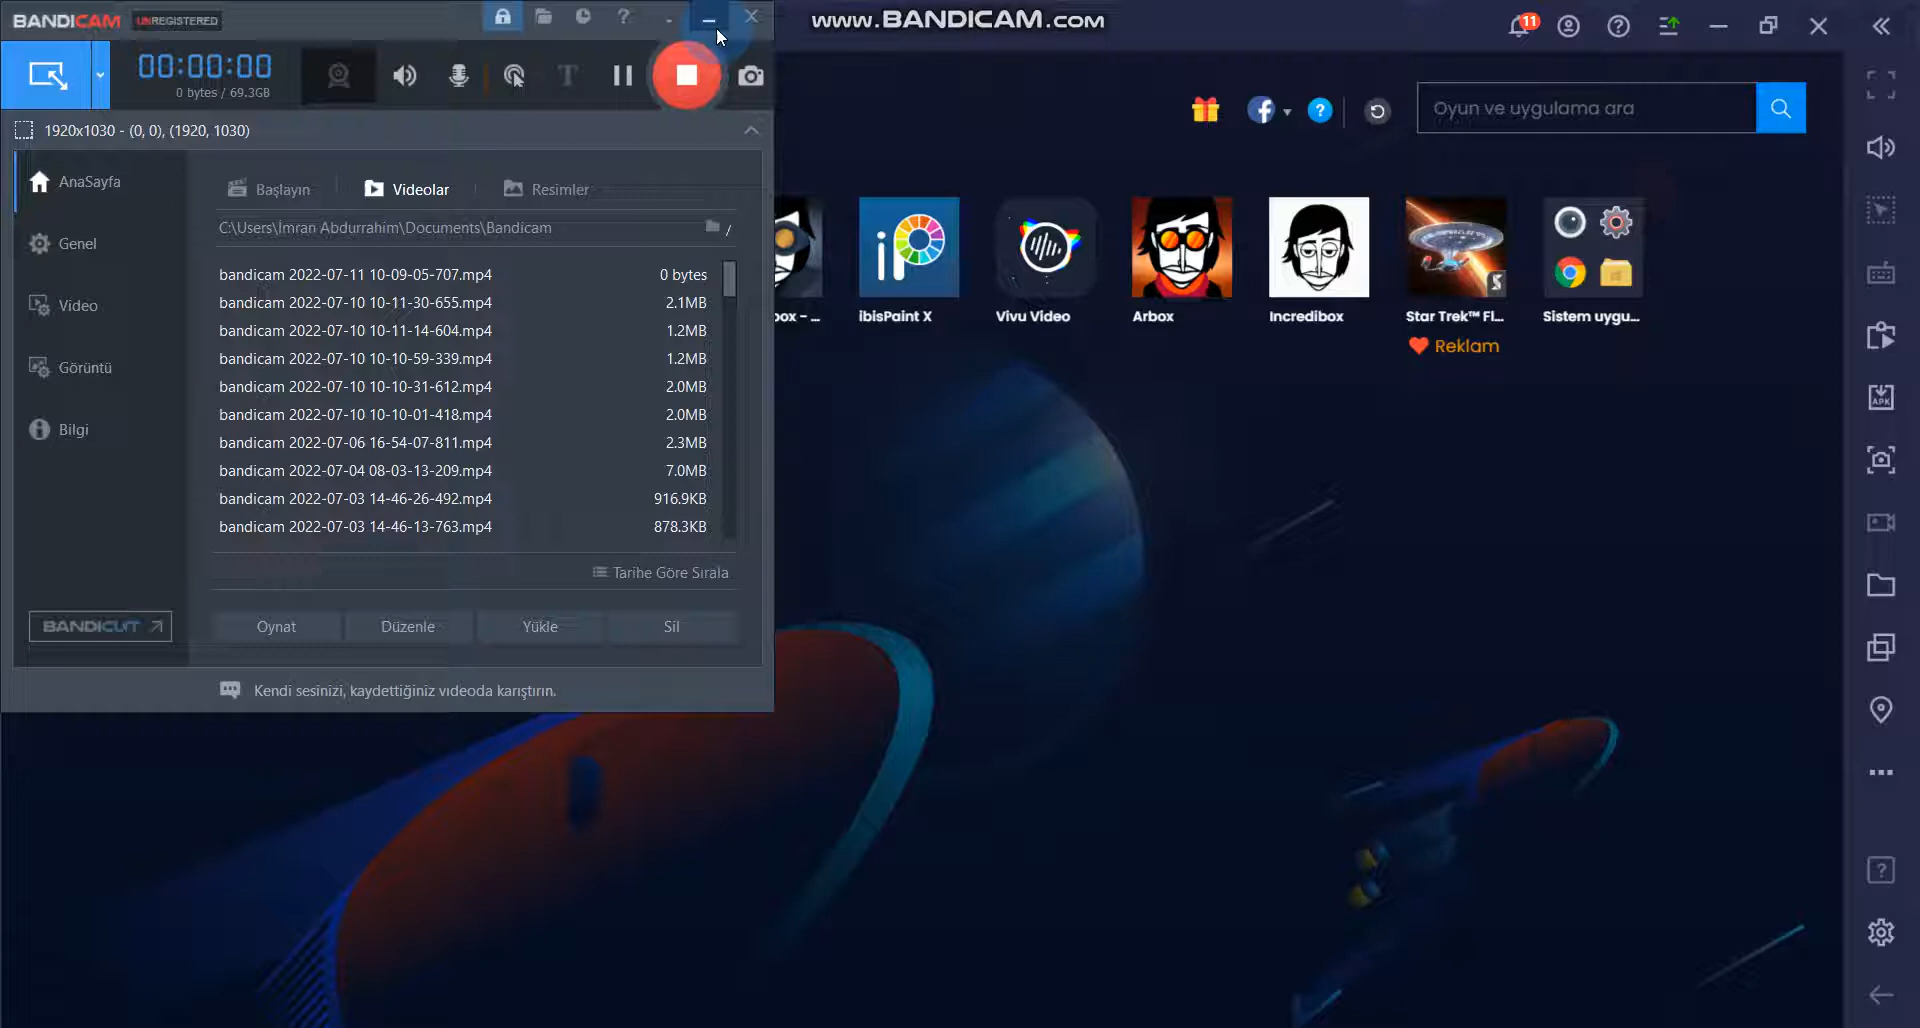 BANDICAM UNREGISTERED
www.BANDICAM.com
11
00:00:00
0 bytes / 69.3GB
T
1920x1030 - (0, 0), (1920, 1030)
Oyun ve uygulama ara
AnaSayfa
Genel
Video
Görüntü
Bilgi
BANDICUT
Başlayın
Videolar
Resimler
C:\Users\İmran Abdurrahim\Documents\Bandicam
/
bandicam 2022-07-11 10-09-05-707.mp4 0 bytes
bandicam 2022-07-10 10-11-30-655.mp4 2.1MB
bandicam 2022-07-10 10-11-14-604.mp4 1.2MB
bandicam 2022-07-10 10-10-59-339.mp4 1.2MB
bandicam 2022-07-10 10-10-31-612.mp4 2.0MB
bandicam 2022-07-10 10-10-01-418.mp4 2.0MB
bandicam 2022-07-06 16-54-07-811.mp4 2.3MB
bandicam 2022-07-04 08-03-13-209.mp4 7.0MB
bandicam 2022-07-03 14-46-26-492.mp4 916.9KB
bandicam 2022-07-03 14-46-13-763.mp4 878.3KB
Tarihe Göre Sırala
Oynat
Düzenle
Yükle
Sil
Kendi sesinizi, kaydettiğiniz videoda karıştırın.
box - ...
iP
ibisPaint X
Vivu Video
Arbox
Incredibox
Star Trek™ Fl...
Reklam
Sistem uygu...
APK